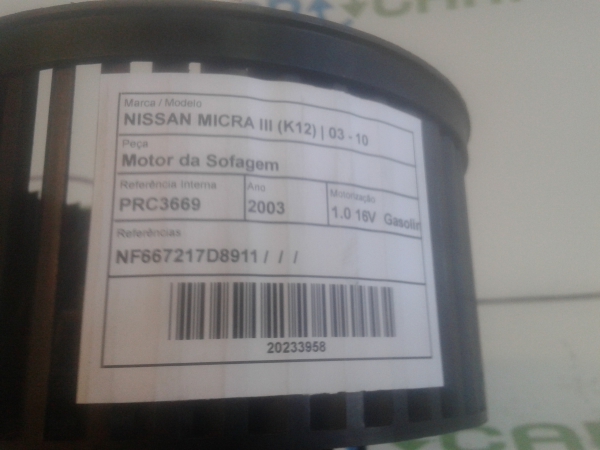 Marca / Modelo
NISSAN MICRA III (K12) | 03 - 10
Peça
Motor da Sofagem
Referência Interna
PRC3669
Ano
2003
Motorização
1.0 16V Gasolin
Referências
NF667217D8911 / / /
20233958